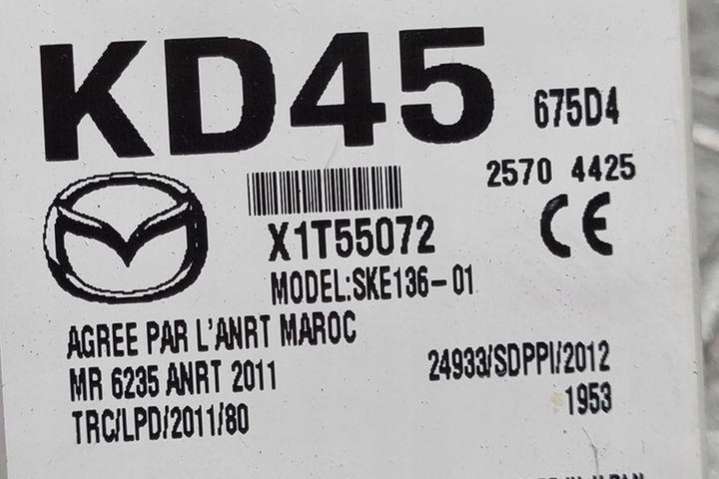 KD45 675D4
2570 4425
X1T55072
CE
MODEL:SKE136-01
AGREE PAR L'ANRT MAROC
MR 6235 ANRT 2011
TRC/LPD/2011/80
24933/SDPPI/2012
1953